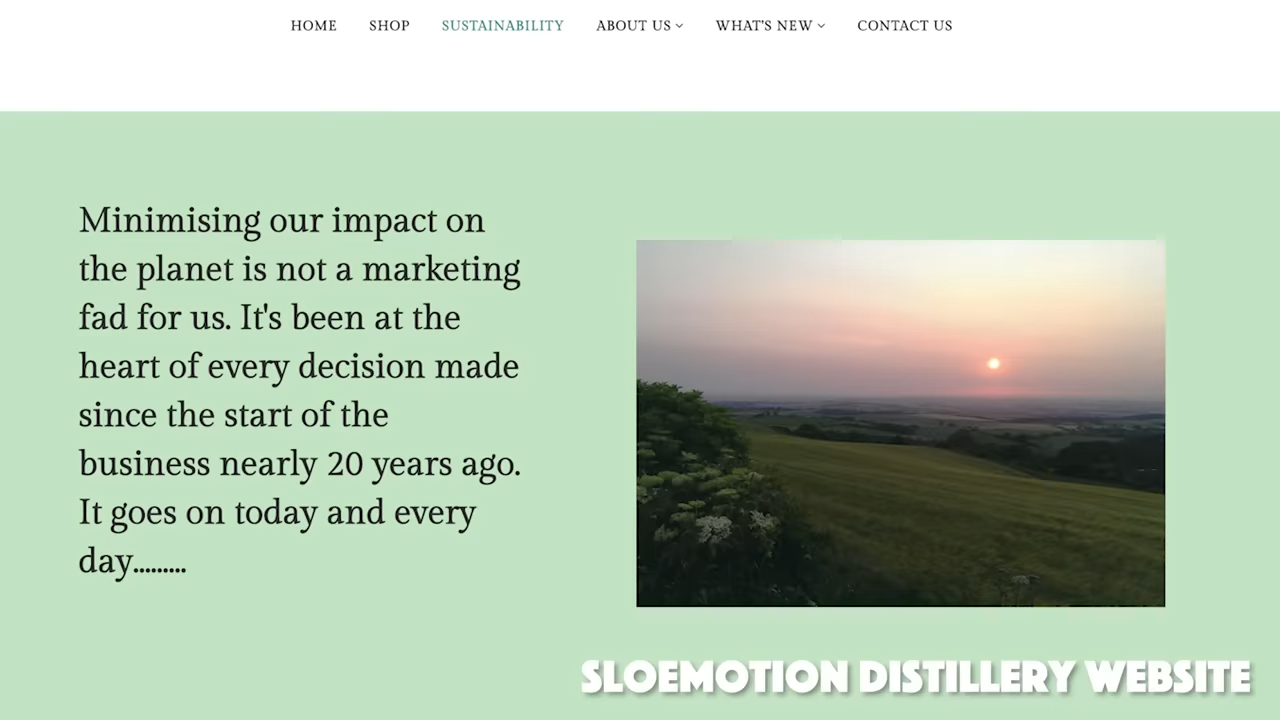 HOME SHOP SUSTAINABILITY ABOUT US WHAT'S NEW CONTACT US
Minimising our impact on
the planet is not a marketing
fad for us. It's been at the
heart of every decision made
since the start of the
business nearly 20 years ago.
It goes on today and every
day.........
SLOEMOTION DISTILLERY WEBSITE